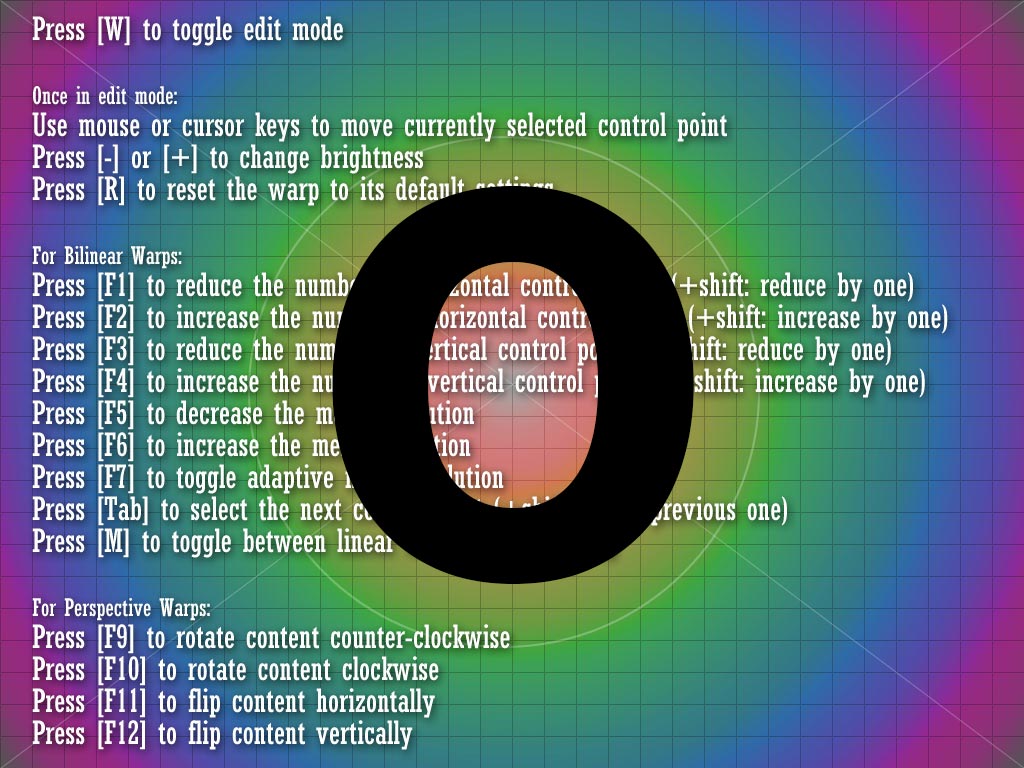 Press [W] to toggle edit mode
Once in edit mode:
Use mouse or cursor keys to move currently selected control point
Press [-] or [+] to change brightness
Press [R] to reset the warp to its default settings
For Bilinear Warps:
Press [F1] to reduce the (+shift: reduce by one)
Press [F2] to increase the horizontal (+shift: increase by one)
Press [F3] to reduce the vertical control reduce by one)
Press [F4] to increase the vertical control increase by one)
Press [F5] to decrease the
Press [F6] to increase the
Press [F7] to toggle adaptive
Press [Tab] to select the next previous one)
Press [M] to toggle between linear
O
For Perspective Warps:
Press [F9] to rotate content counter-clockwise
Press [F10] to rotate content clockwise
Press [F11] to flip content horizontally
Press [F12] to flip content vertically